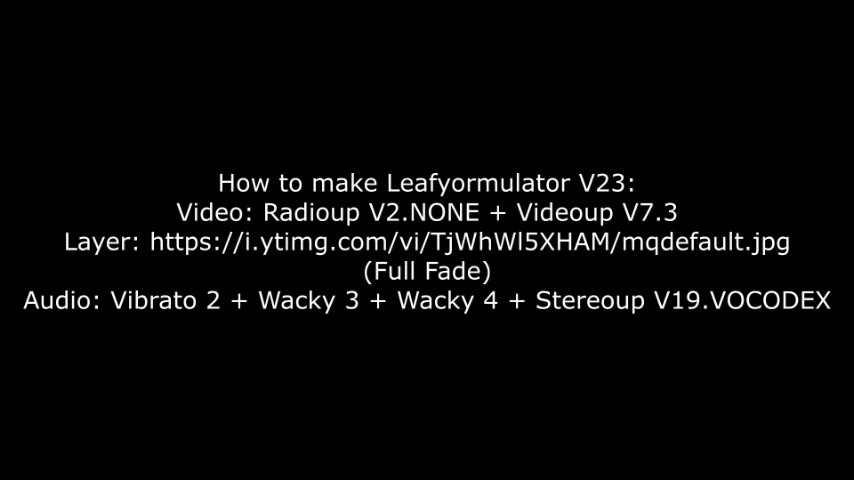 How to make Leafyormulator V23:
Video: Radioup V2.NONE + Videoup V7.3
Layer: https://i.ytimg.com/vi/TjWhWl5XHAM/mqdefault.jpg
(Full Fade)
Audio: Vibrato 2 + Wacky 3 + Wacky 4 + Stereoup V19.VOCODEX